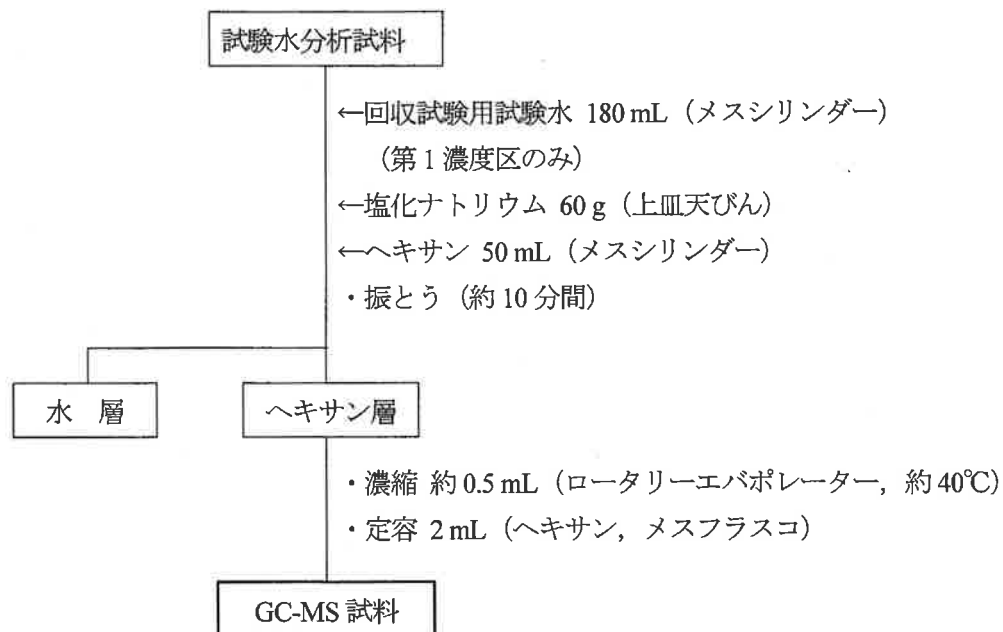 試験水分析試料
←回収試験用試験水 180 mL（メスシリンダー）
（第1濃度区のみ）
←塩化ナトリウム 60 g（上皿天びん）
←ヘキサン 50 mL（メスシリンダー）
・振とう（約10分間）
水　層
ヘキサン層
・濃縮 約0.5 mL（ロータリーエバポレーター，約40℃）
・定容 2 mL（ヘキサン，メスフラスコ）
GC-MS 試料